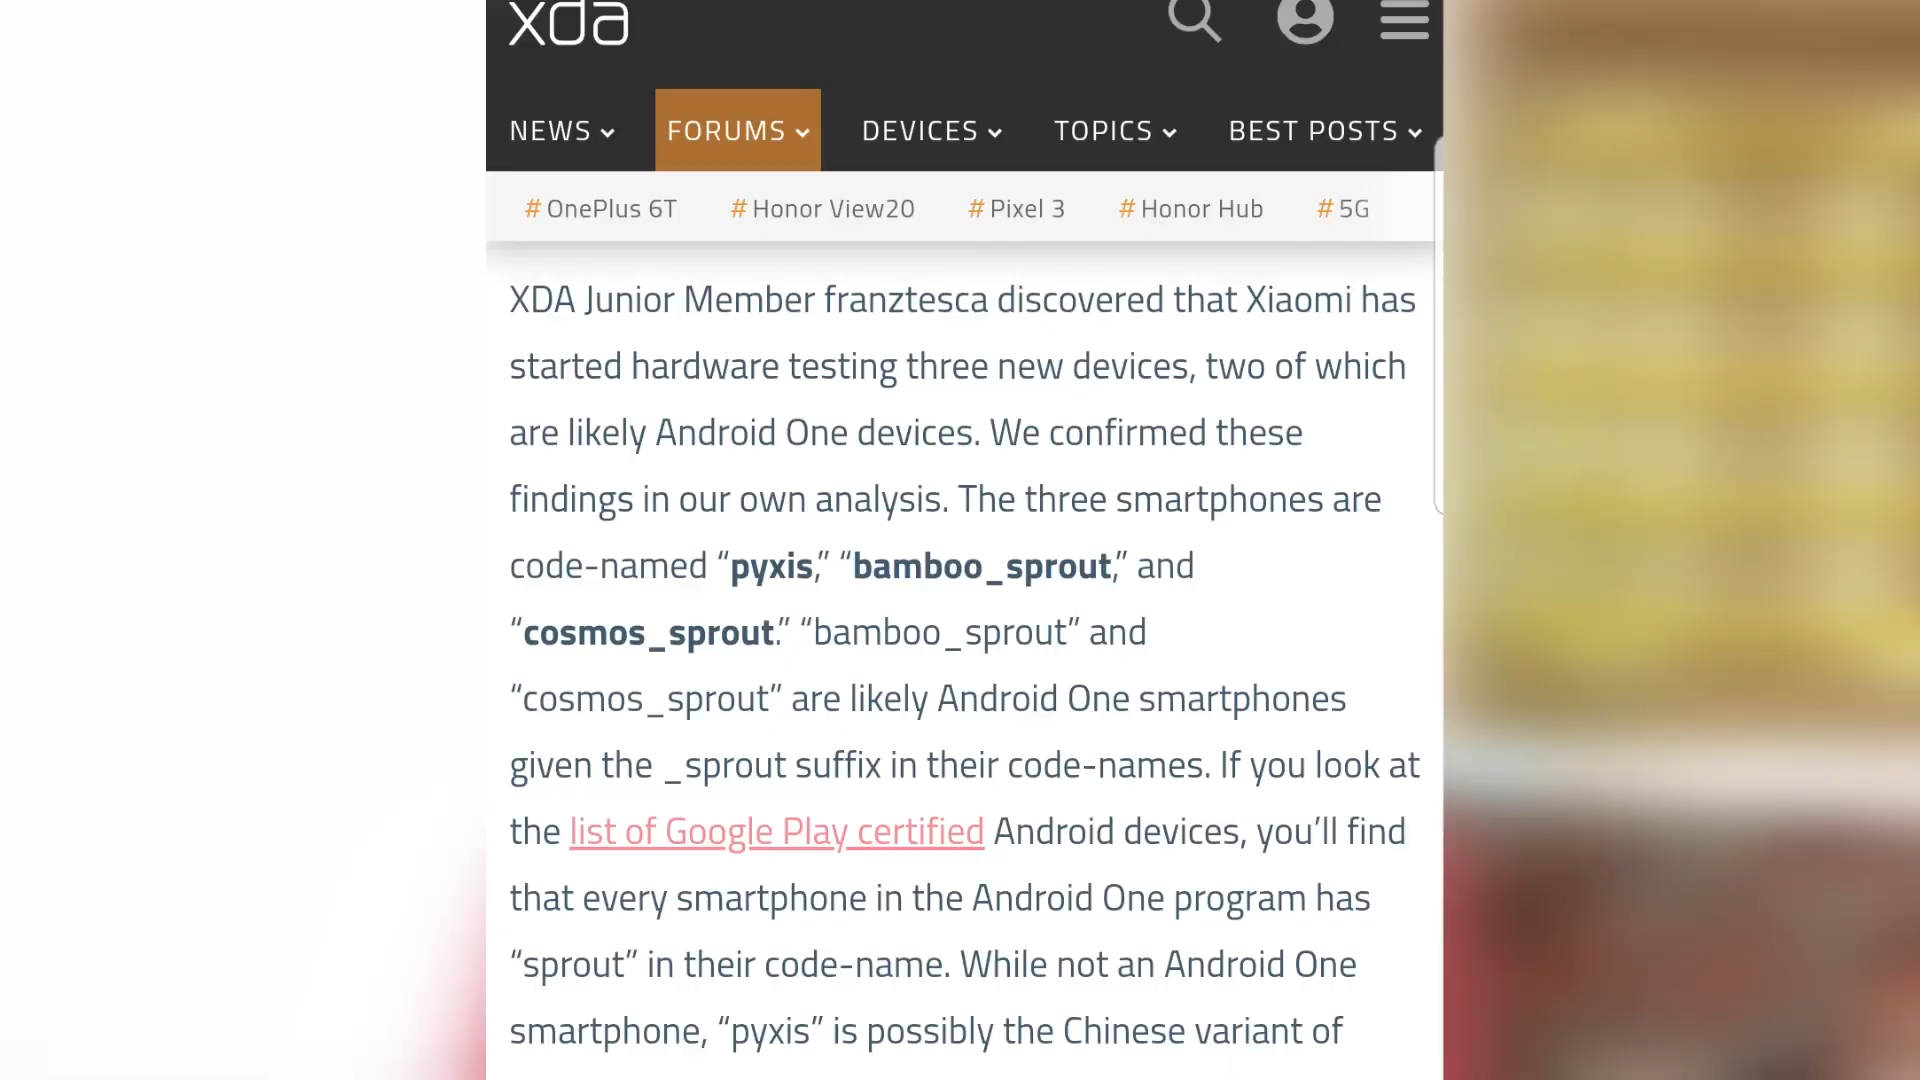 xda
NEWS FORUMS DEVICES TOPICS BEST POSTS
# OnePlus 6T # Honor View20 # Pixel 3 # Honor Hub # 5G
XDA Junior Member franztesca discovered that Xiaomi has
started hardware testing three new devices, two of which
are likely Android One devices. We confirmed these
findings in our own analysis. The three smartphones are
code-named “pyxis,” “bamboo_sprout,” and
“cosmos_sprout.” “bamboo_sprout” and
“cosmos_sprout” are likely Android One smartphones
given the _sprout suffix in their code-names. If you look at
the list of Google Play certified Android devices, you’ll find
that every smartphone in the Android One program has
“sprout” in their code-name. While not an Android One
smartphone, “pyxis” is possibly the Chinese variant of